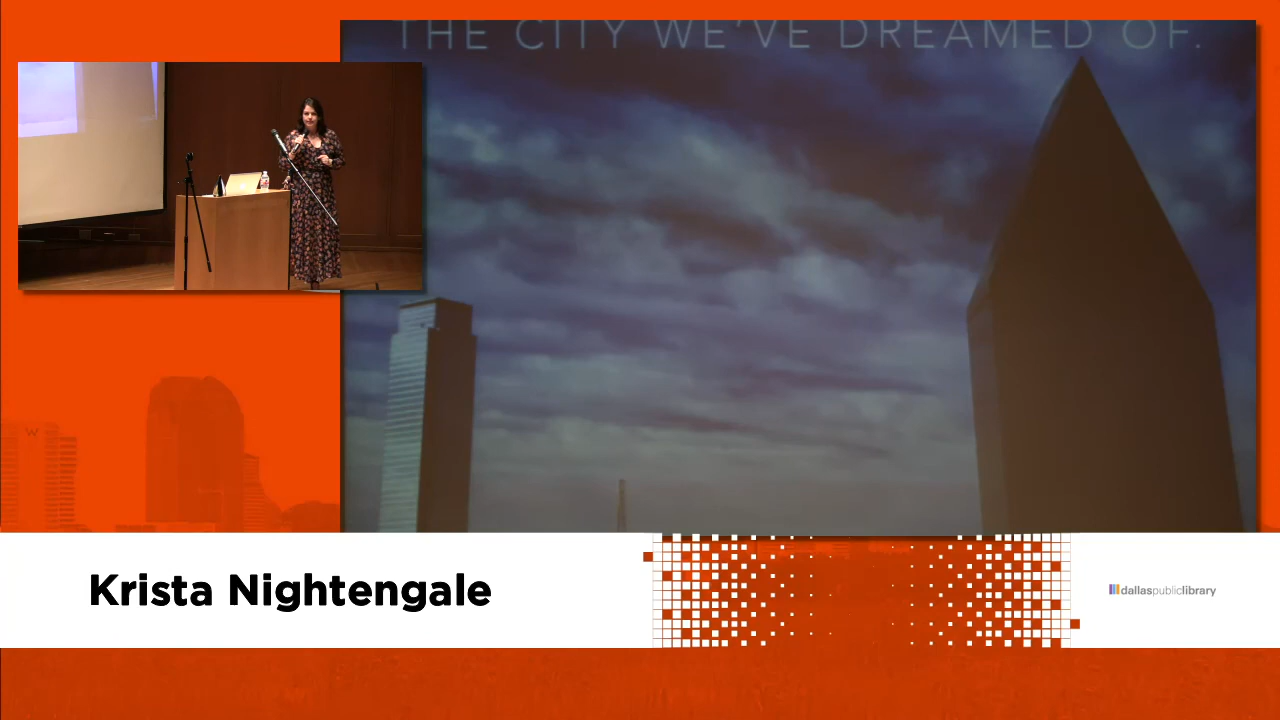 THE CITY WE'VE DREAMED OF.
Krista Nightengale
dallaspubliclibrary
W